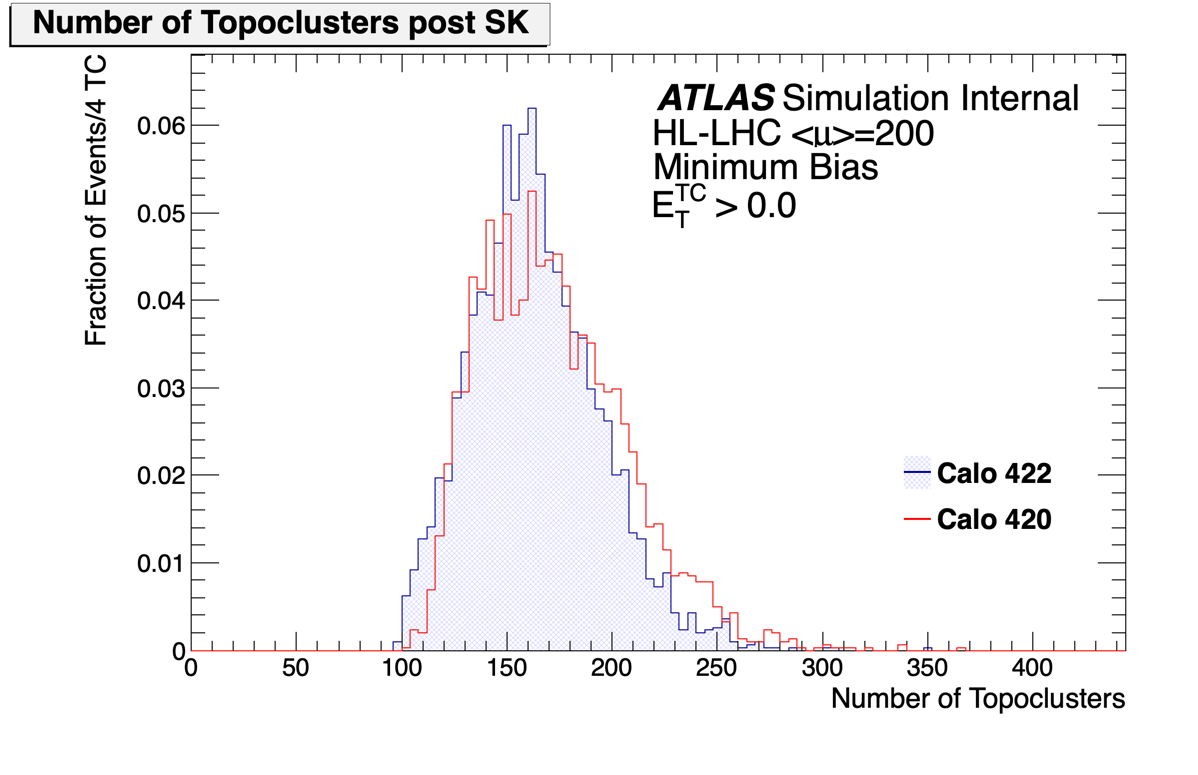 Number of Topoclusters post SK
Fraction of Events/4 TC
ATLAS Simulation Internal
HL-LHC <μ>=200
Minimum Bias
E_T^TC > 0.0
0.06
0.05
0.04
0.03
0.02
0.01
0
Calo 422
Calo 420
0 50 100 150 200 250 300 350 400
Number of Topoclusters